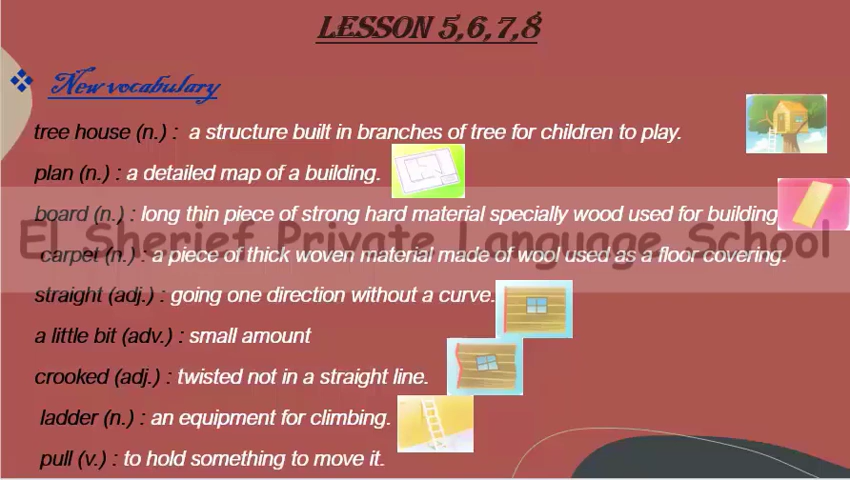 LESSON 5,6,7,8
New vocabulary
tree house (n.) : a structure built in branches of tree for children to play.
plan (n.) : a detailed map of a building.
board (n.) : long thin piece of strong hard material specially wood used for building
El Sherief Private Language School
carpet (n.) : a piece of thick woven material made of wool used as a floor covering.
straight (adj.) : going one direction without a curve.
a little bit (adv.) : small amount
crooked (adj.) : twisted not in a straight line.
ladder (n.) : an equipment for climbing.
pull (v.) : to hold something to move it.